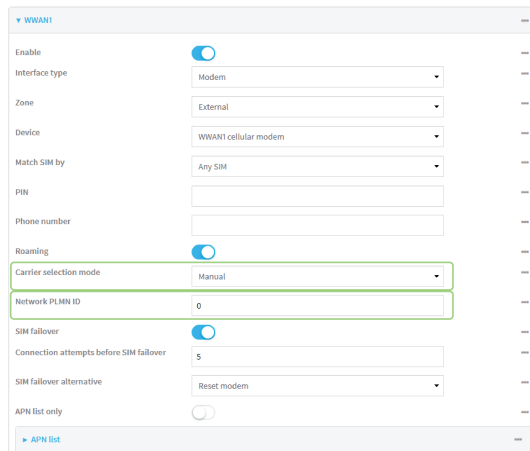 WWAN1
Enable
Interface type Modem
Zone External
Device WWAN1 cellular modem
Match SIM by Any SIM
PIN
Phone number
Roaming
Carrier selection mode Manual
Network PLMN ID 0
SIM failover
Connection attempts before SIM failover 5
SIM failover alternative Reset modem
APN list only
APN list